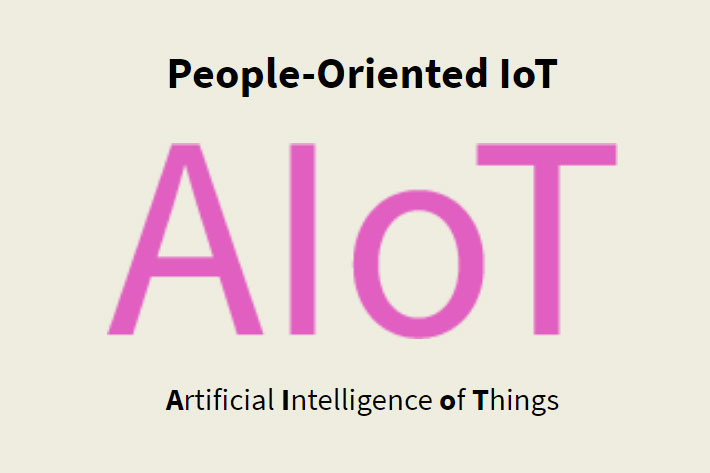 People-Oriented IoT
AIoT
Artificial Intelligence of Things